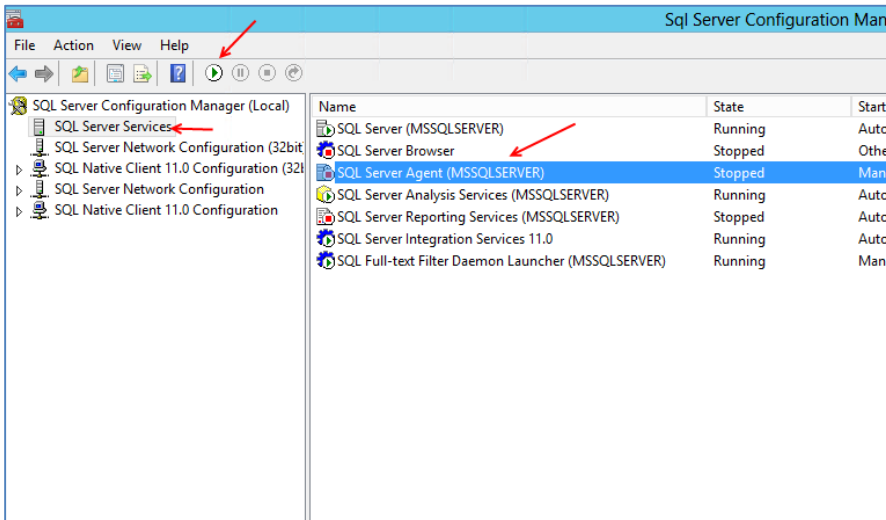 Sql Server Configuration Man
File Action View Help
SQL Server Configuration Manager (Local)
SQL Server Services
SQL Server Network Configuration (32bit
SQL Native Client 11.0 Configuration (32b
SQL Server Network Configuration
SQL Native Client 11.0 Configuration
Name State Start
SQL Server (MSSQLSERVER) Running Auto
SQL Server Browser Stopped Othe
SQL Server Agent (MSSQLSERVER) Stopped Man
SQL Server Analysis Services (MSSQLSERVER) Running Auto
SQL Server Reporting Services (MSSQLSERVER) Stopped Auto
SQL Server Integration Services 11.0 Running Auto
SQL Full-text Filter Daemon Launcher (MSSQLSERVER) Running Man